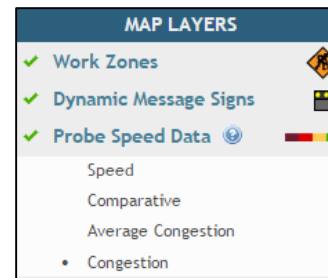 MAP LAYERS
Work Zones
Dynamic Message Signs
Probe Speed Data ?
Speed
Comparative
Average Congestion
• Congestion